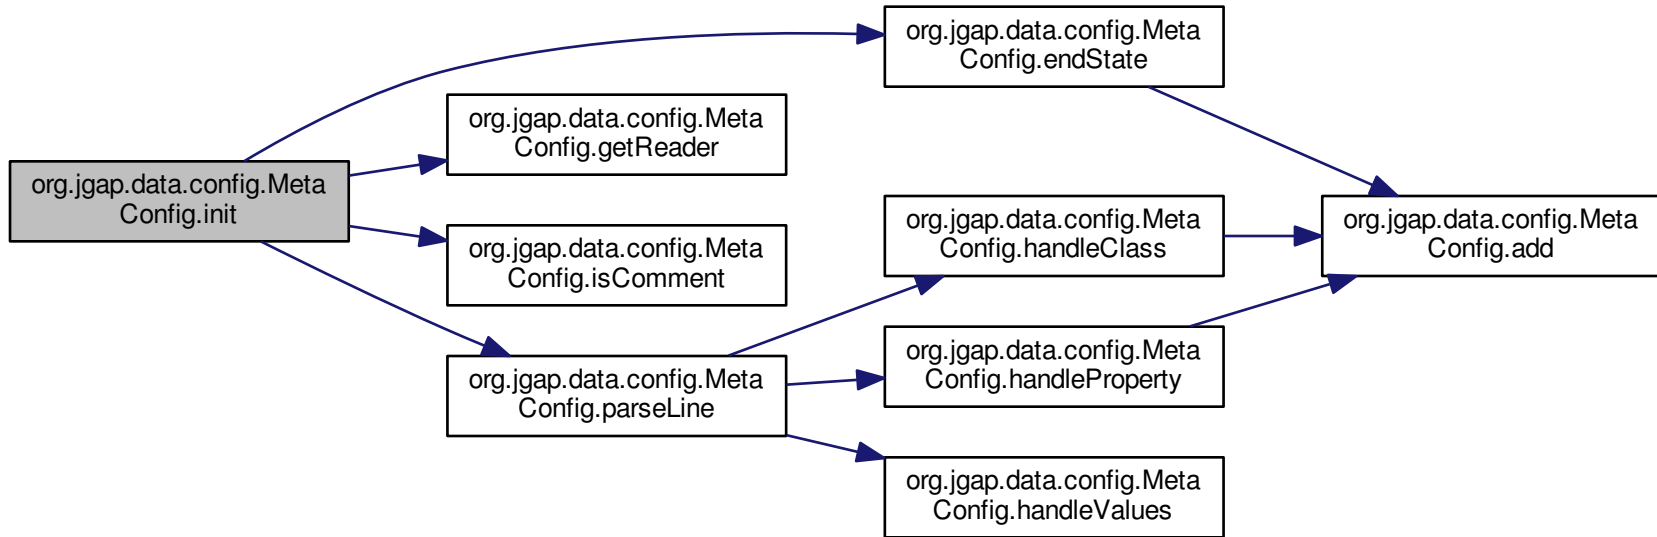 org.jgap.data.config.Meta
Config.init
org.jgap.data.config.Meta
Config.getReader
org.jgap.data.config.Meta
Config.isComment
org.jgap.data.config.Meta
Config.parseLine
org.jgap.data.config.Meta
Config.endState
org.jgap.data.config.Meta
Config.handleClass
org.jgap.data.config.Meta
Config.handleProperty
org.jgap.data.config.Meta
Config.handleValues
org.jgap.data.config.Meta
Config.add